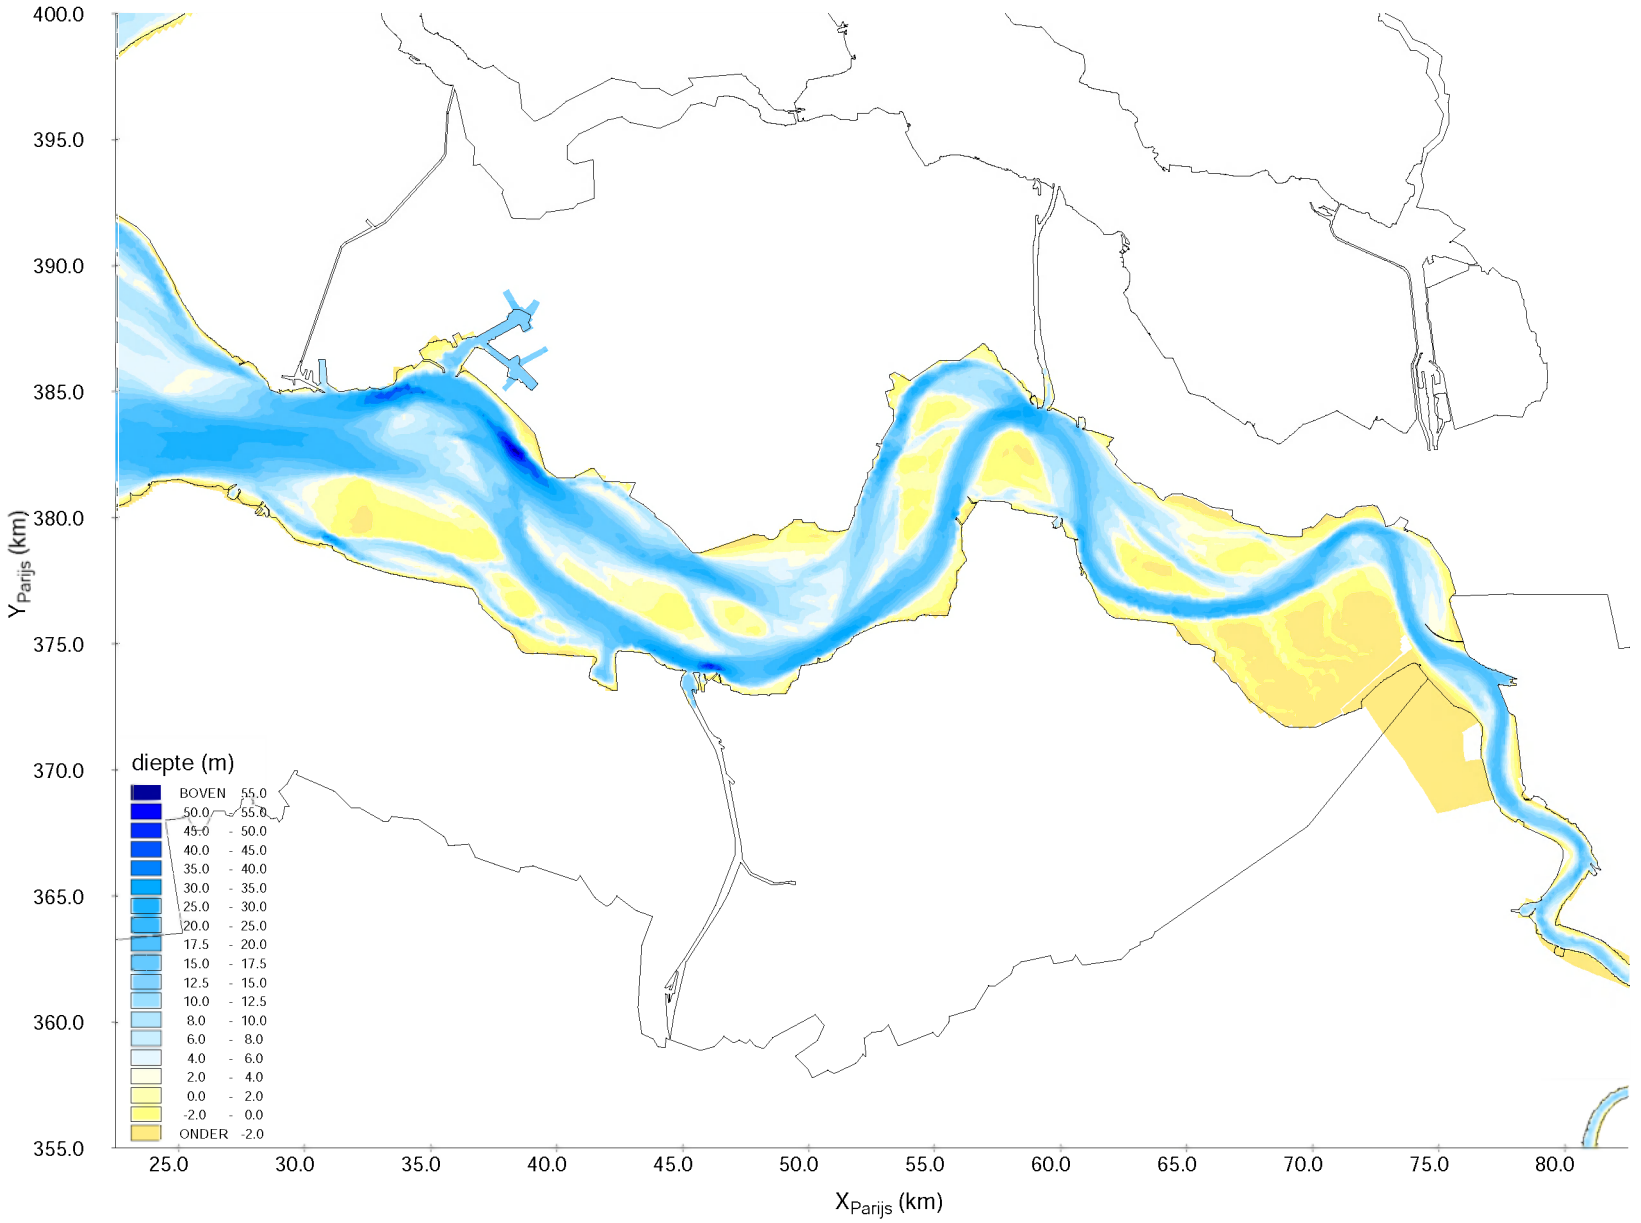 400.0
395.0
390.0
385.0
380.0
375.0
370.0
365.0
360.0
355.0
Y Parijs (km)
diepte (m)
BOVEN 55.0
50.0 - 55.0
45.0 - 50.0
40.0 - 45.0
35.0 - 40.0
30.0 - 35.0
25.0 - 30.0
20.0 - 25.0
17.5 - 20.0
15.0 - 17.5
12.5 - 15.0
10.0 - 12.5
8.0 - 10.0
6.0 - 8.0
4.0 - 6.0
2.0 - 4.0
0.0 - 2.0
-2.0 - 0.0
ONDER -2.0
25.0 30.0 35.0 40.0 45.0 50.0 55.0 60.0 65.0 70.0 75.0 80.0
X Parijs (km)